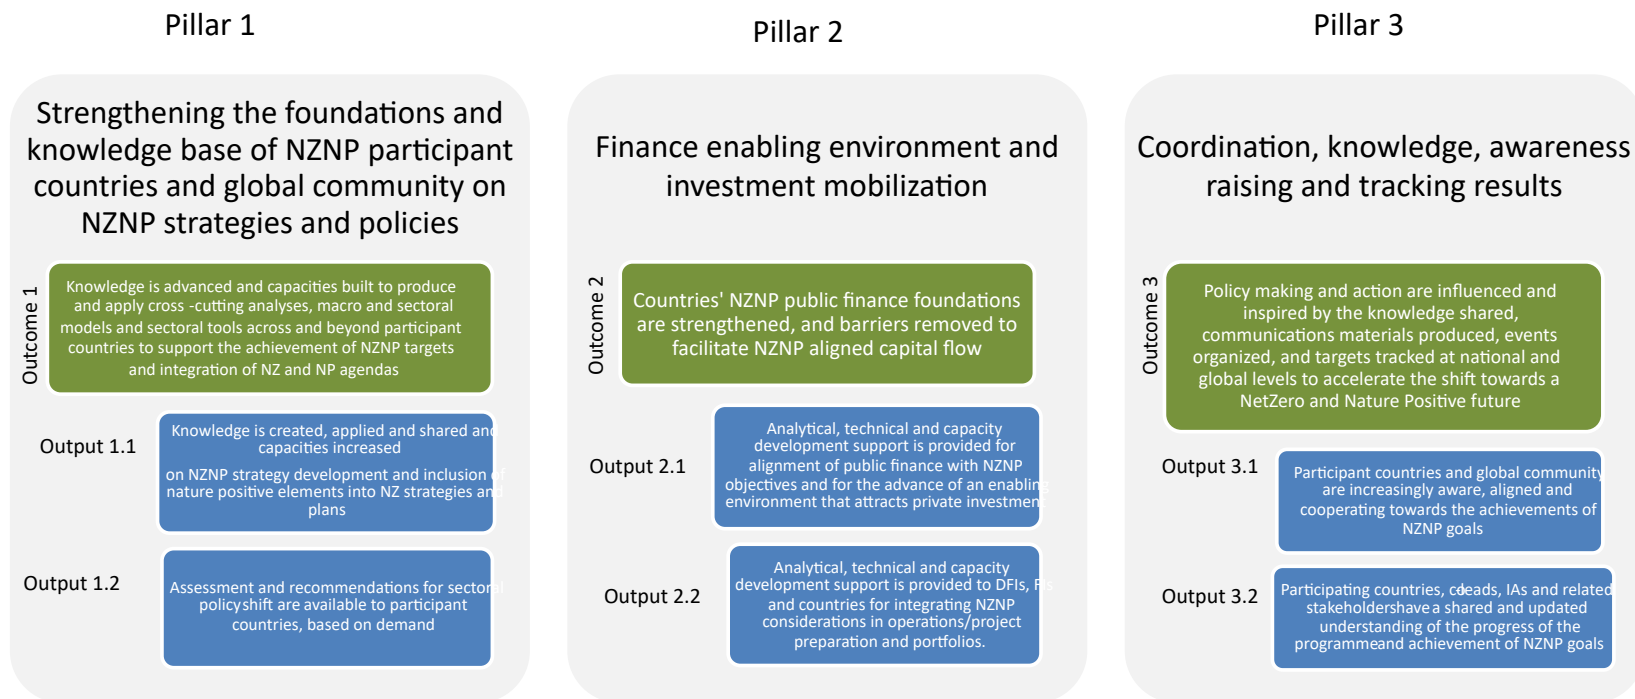 Pillar 1
Strengthening the foundations and
knowledge base of NZNP participant
countries and global community on
NZNP strategies and policies
Outcome 1
Knowledge is advanced and capacities built to produce
and apply cross -cutting analyses, macro and sectoral
models and sectoral tools across and beyond participant
countries to support the achievement of NZNP targets
and integration of NZ and NP agendas
Output 1.1
Knowledge is created, applied and shared and
capacities increased
on NZNP strategy development and inclusion of
nature positive elements into NZ strategies and
plans
Output 1.2
Assessment and recommendations for sectoral
policyshift are available to participant
countries, based on demand
Pillar 2
Finance enabling environment and
investment mobilization
Outcome 2
Countries' NZNP public finance foundations
are strengthened, and barriers removed to
facilitate NZNP aligned capital flow
Output 2.1
Analytical, technical and capacity
development support is provided for
alignment of public finance with NZNP
objectives and for the advance of an enabling
environment that attracts private investment
Output 2.2
Analytical, technical and capacity
development support is provided to DFIs, FIs
and countries for integrating NZNP
considerations in operations/project
preparation and portfolios.
Pillar 3
Coordination, knowledge, awareness
raising and tracking results
Outcome 3
Policy making and action are influenced and
inspired by the knowledge shared,
communications materials produced, events
organized, and targets tracked at national and
global levels to accelerate the shift towards a
NetZero and Nature Positive future
Output 3.1
Participant countries and global community
are increasingly aware, aligned and
cooperating towards the achievements of
NZNP goals
Output 3.2
Participating countries, co-leads, IAs and related
stakeholdershave a shared and updated
understanding of the progress of the
programmeand achievement of NZNP goals